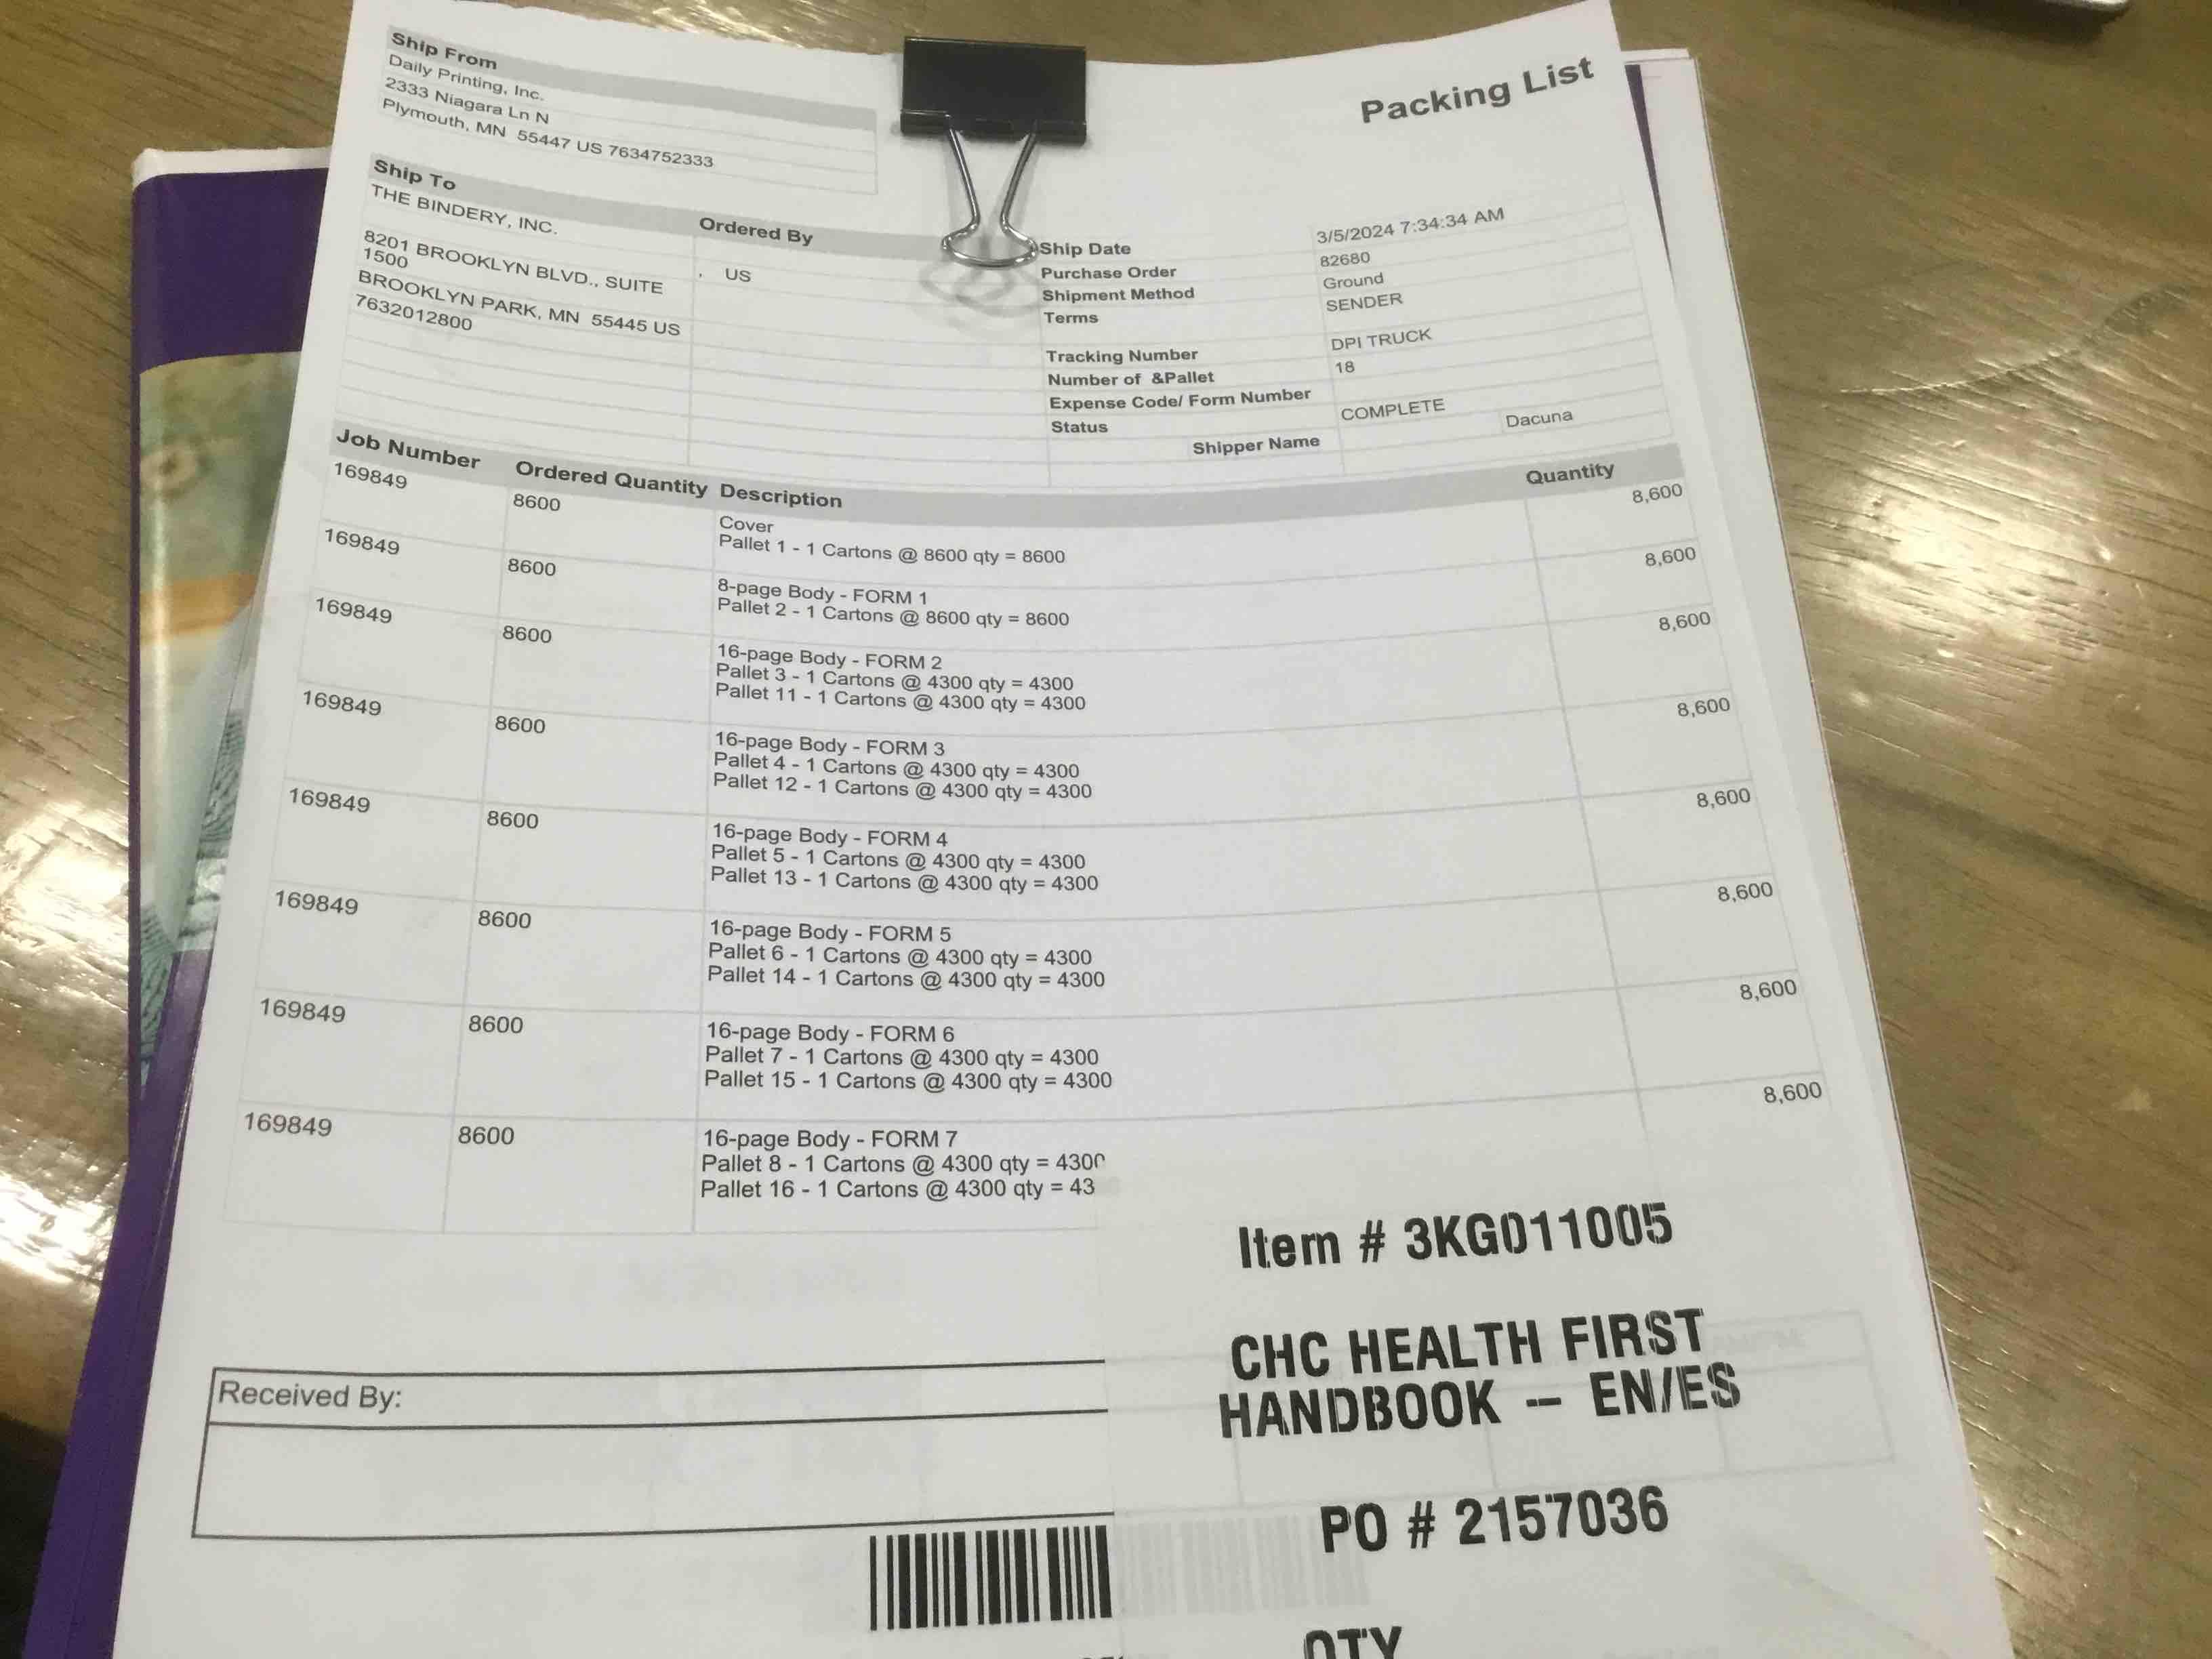 Packing List
Ship From
Daily Printing, Inc.
2333 Niagara Ln N
Plymouth, MN 55447 US 7634752333
Ship To
THE BINDERY, INC.
8201 BROOKLYN BLVD., SUITE
1500
BROOKLYN PARK, MN 55445 US
7632012800
Ordered By
, US
Ship Date 3/5/2024 7:34:34 AM
Purchase Order 82680
Shipment Method Ground
Terms SENDER
Tracking Number DPI TRUCK
Number of &Pallet 18
Expense Code/ Form Number
Status COMPLETE
Shipper Name Dacuna
Job Number Ordered Quantity Description Quantity
169849 8600 Cover 8,600
Pallet 1 - 1 Cartons @ 8600 qty = 8600
169849 8600 8-page Body - FORM 1 8,600
Pallet 2 - 1 Cartons @ 8600 qty = 8600
169849 8600 16-page Body - FORM 2 8,600
Pallet 3 - 1 Cartons @ 4300 qty = 4300
Pallet 11 - 1 Cartons @ 4300 qty = 4300
169849 8600 16-page Body - FORM 3 8,600
Pallet 4 - 1 Cartons @ 4300 qty = 4300
Pallet 12 - 1 Cartons @ 4300 qty = 4300
169849 8600 16-page Body - FORM 4 8,600
Pallet 5 - 1 Cartons @ 4300 qty = 4300
Pallet 13 - 1 Cartons @ 4300 qty = 4300
169849 8600 16-page Body - FORM 5 8,600
Pallet 6 - 1 Cartons @ 4300 qty = 4300
Pallet 14 - 1 Cartons @ 4300 qty = 4300
169849 8600 16-page Body - FORM 6 8,600
Pallet 7 - 1 Cartons @ 4300 qty = 4300
Pallet 15 - 1 Cartons @ 4300 qty = 4300
169849 8600 16-page Body - FORM 7 8,600
Pallet 8 - 1 Cartons @ 4300 qty = 4300
Pallet 16 - 1 Cartons @ 4300 qty = 43
Item # 3KG011005
CHC HEALTH FIRST
HANDBOOK -- EN/ES
Received By:
PO # 2157036
QTY